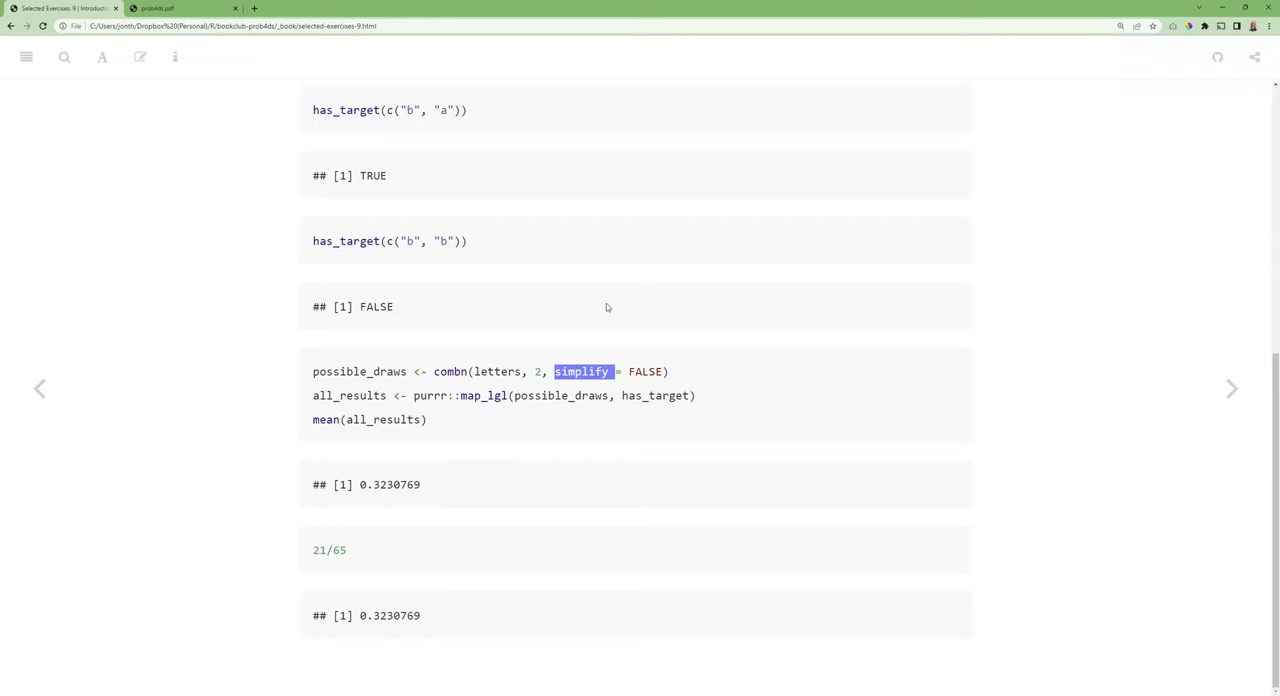 Selected Exercises: 9 | Introducti
prob4ds.pdf
File
C:/Users/jonth/Dropbox%20(Personal)/R/bookclub-prob4ds/_book/selected-exercises-9.html
has_target(c("b", "a"))
## [1] TRUE
has_target(c("b", "b"))
## [1] FALSE
possible_draws <- combn(letters, 2, simplify = FALSE)
all_results <- purrr::map_lgl(possible_draws, has_target)
mean(all_results)
## [1] 0.3230769
21/65
## [1] 0.3230769